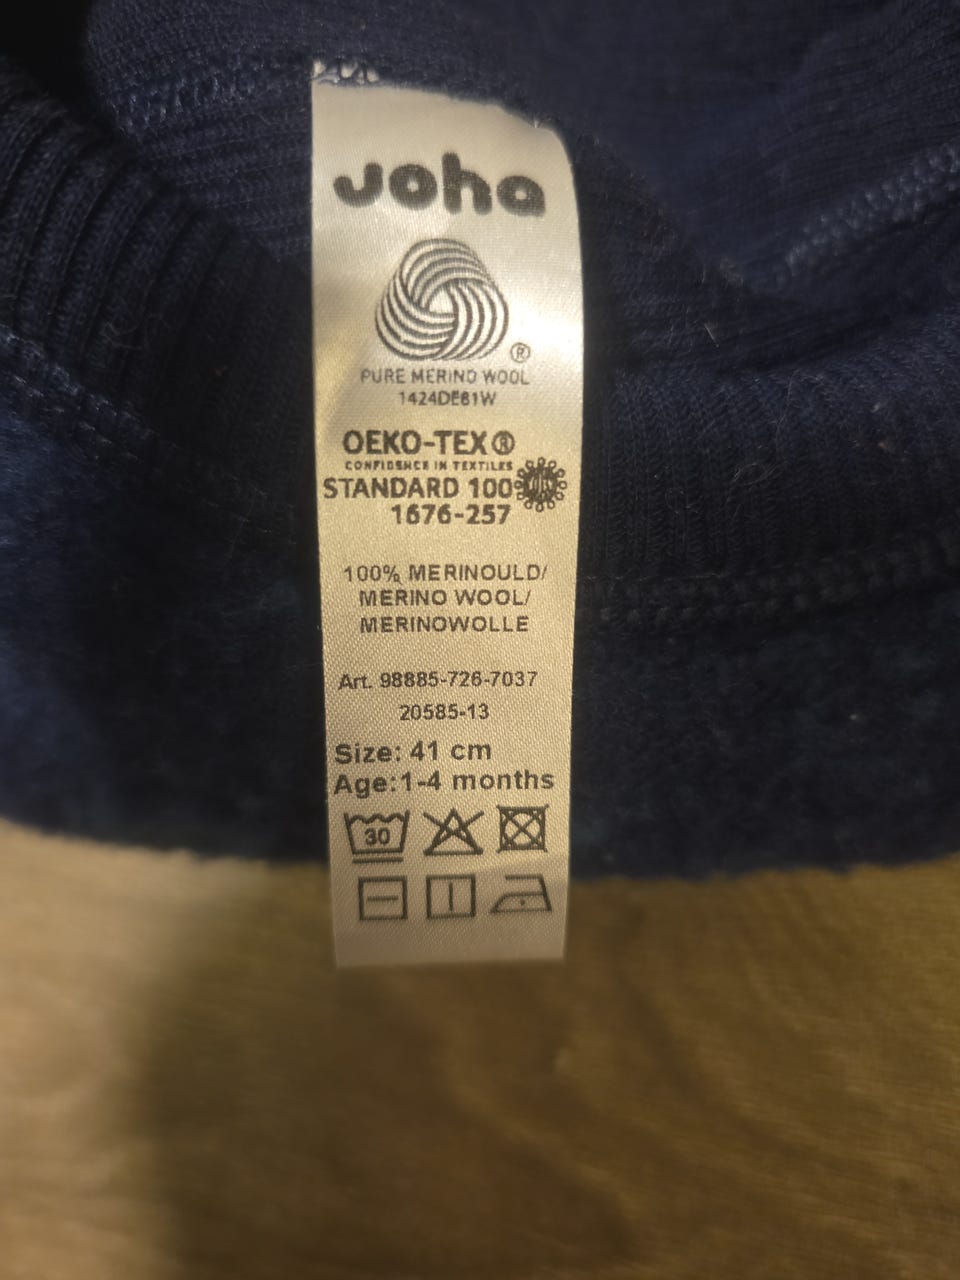 Joha
®
PURE MERINO WOOL
1424DE81W
OEKO-TEX®
CONFIDENCE IN TEXTILES
STANDARD 100
1676-257
100% MERINOULD/
MERINO WOOL/
MERINOWOLLE
Art. 98885-726-7037
20585-13
Size: 41 cm
Age:1-4 months
30